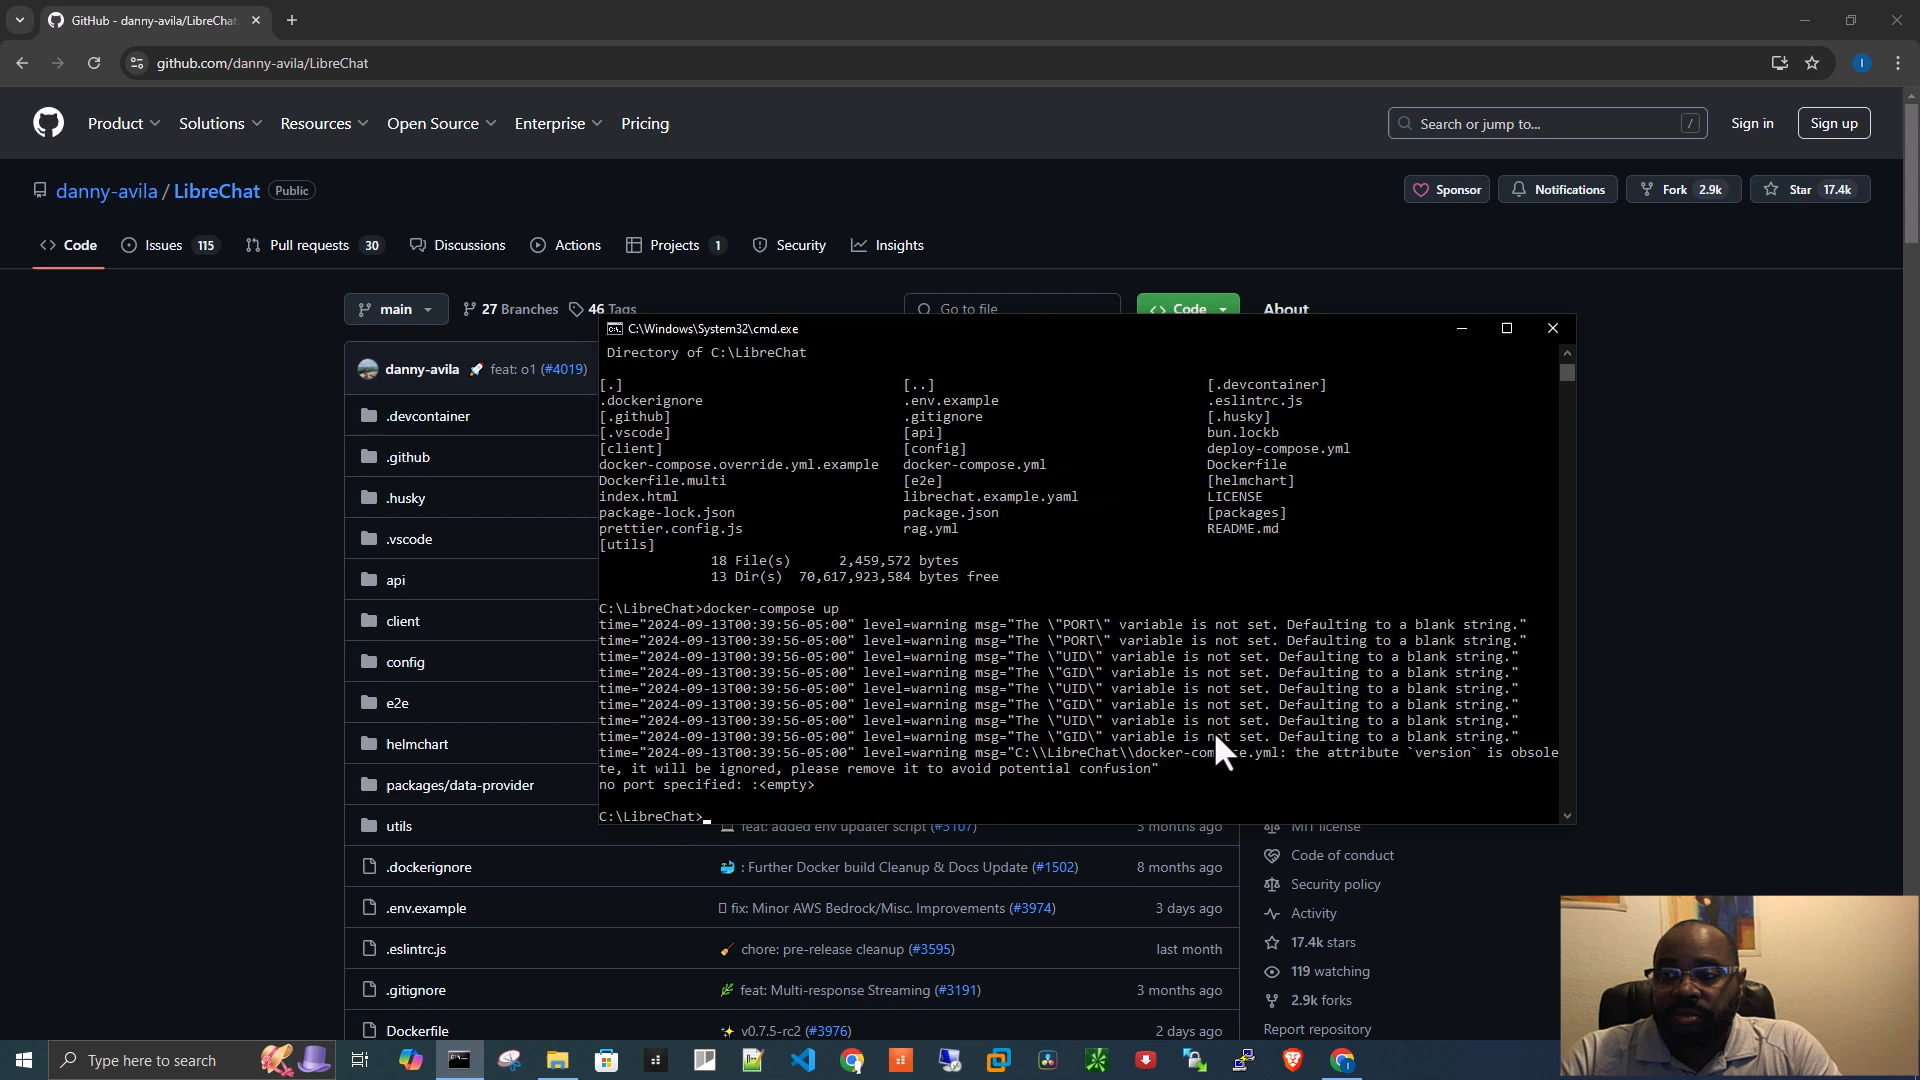 GitHub - danny-avila/LibreChat
github.com/danny-avila/LibreChat
I
Product
Solutions
Resources
Open Source
Enterprise
Pricing
Search or jump to...
/
Sign in
Sign up
danny-avila / LibreChat
Public
Sponsor
Notifications
Fork 2.9k
Star 17.4k
Code
Issues 115
Pull requests 30
Discussions
Actions
Projects 1
Security
Insights
main
27 Branches
46 Tags
Go to file
Code
About
danny-avila feat: o1 (#4019)
.devcontainer
.github
.husky
.vscode
api
client
config
e2e
helmchart
packages/data-provider
utils feat: added env updater script (#3107) 3 months ago
.dockerignore : Further Docker build Cleanup & Docs Update (#1502) 8 months ago
.env.example fix: Minor AWS Bedrock/Misc. Improvements (#3974) 3 days ago
.eslintrc.js chore: pre-release cleanup (#3595) last month
.gitignore feat: Multi-response Streaming (#3191) 3 months ago
Dockerfile v0.7.5-rc2 (#3976) 2 days ago
C:\Windows\System32\cmd.exe
Directory of C:\LibreChat
[.] [..] [.devcontainer]
.dockerignore .env.example .eslintrc.js
[.github] .gitignore [.husky]
[.vscode] [api] bun.lockb
[client] [config] deploy-compose.yml
docker-compose.override.yml.example docker-compose.yml Dockerfile
Dockerfile.multi [e2e] [helmchart]
index.html librechat.example.yaml LICENSE
package-lock.json package.json [packages]
prettier.config.js rag.yml README.md
[utils]
18 File(s) 2,459,572 bytes
13 Dir(s) 70,617,923,584 bytes free
C:\LibreChat>docker-compose up
time="2024-09-13T00:39:56-05:00" level=warning msg="The \"PORT\" variable is not set. Defaulting to a blank string."
time="2024-09-13T00:39:56-05:00" level=warning msg="The \"PORT\" variable is not set. Defaulting to a blank string."
time="2024-09-13T00:39:56-05:00" level=warning msg="The \"UID\" variable is not set. Defaulting to a blank string."
time="2024-09-13T00:39:56-05:00" level=warning msg="The \"GID\" variable is not set. Defaulting to a blank string."
time="2024-09-13T00:39:56-05:00" level=warning msg="The \"UID\" variable is not set. Defaulting to a blank string."
time="2024-09-13T00:39:56-05:00" level=warning msg="The \"GID\" variable is not set. Defaulting to a blank string."
time="2024-09-13T00:39:56-05:00" level=warning msg="The \"UID\" variable is not set. Defaulting to a blank string."
time="2024-09-13T00:39:56-05:00" level=warning msg="The \"GID\" variable is not set. Defaulting to a blank string."
time="2024-09-13T00:39:56-05:00" level=warning msg="C:\\LibreChat\\docker-compose.yml: the attribute `version` is obsole
te, it will be ignored, please remove it to avoid potential confusion"
no port specified: :<empty>
C:\LibreChat>
MIT license
Code of conduct
Security policy
Activity
17.4k stars
119 watching
2.9k forks
Report repository
Type here to search